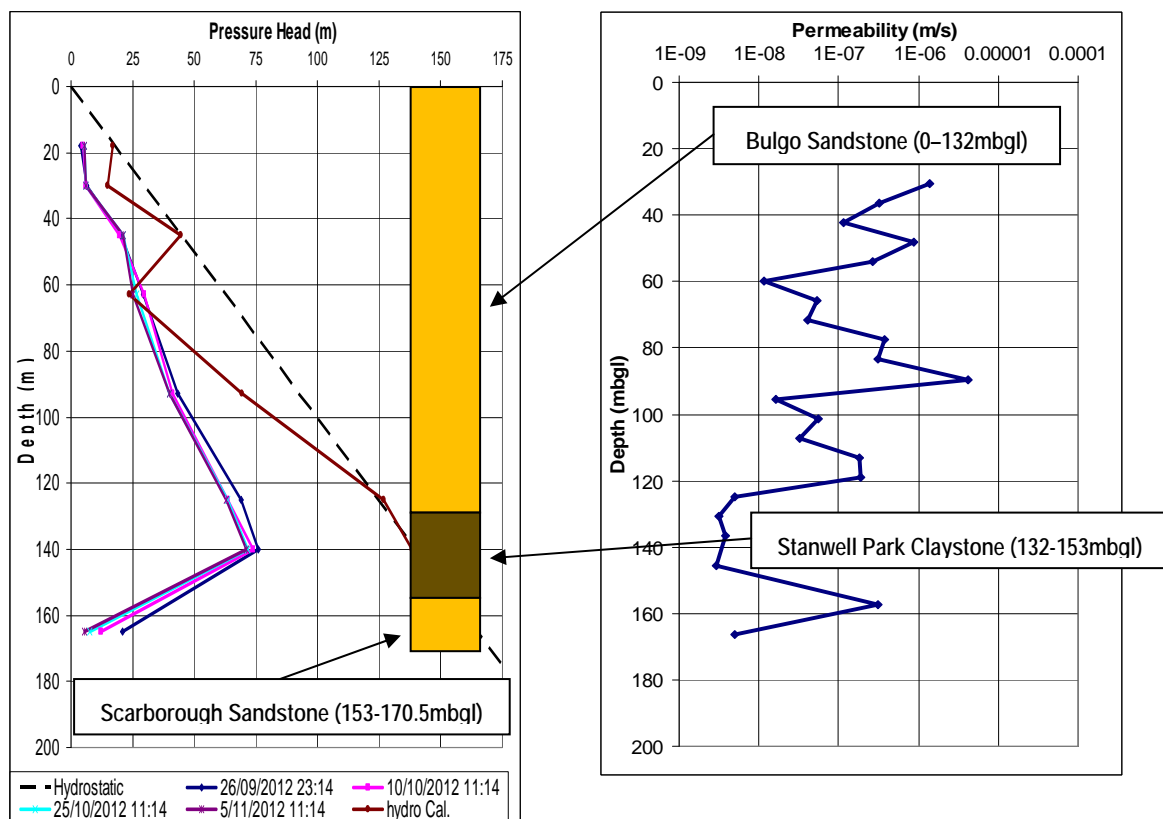 Pressure Head (m)
0 25 50 75 100 125 150 175
0
20
40
60
80
100
120
140
160
180
200
Depth (m)
Scarborough Sandstone (153-170.5mbgl)
Hydrostatic 26/09/2012 23:14 10/10/2012 11:14
25/10/2012 11:14 5/11/2012 11:14 hydro Cal.
Permeability (m/s)
1E-09 1E-08 1E-07 1E-06 0.00001 0.0001
0
20
40
60
80
100
120
140
160
180
200
Depth (mbgl)
Bulgo Sandstone (0–132mbgl)
Stanwell Park Claystone (132-153mbgl)